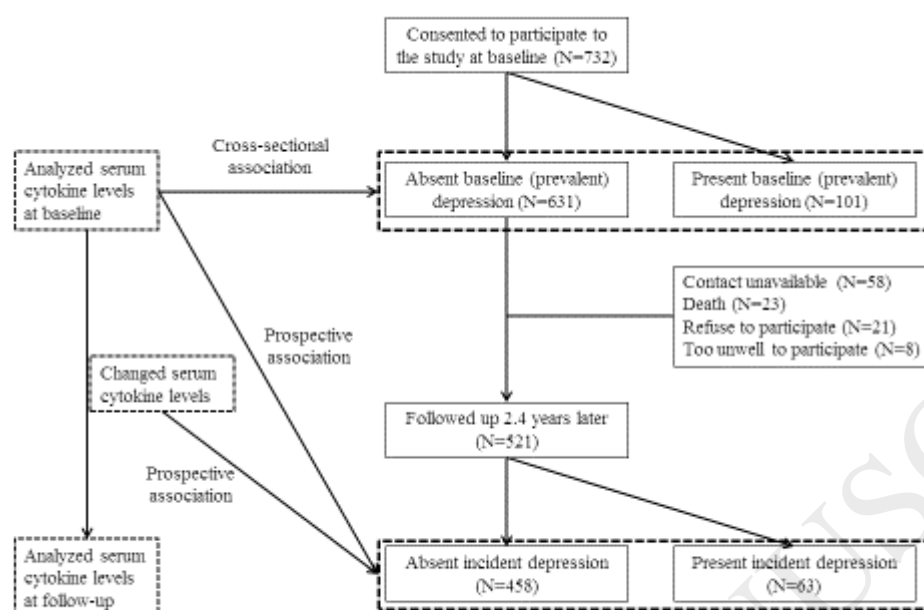 Consented to participate to
the study at baseline (N=732)
Cross-sectional
association
Analyzed serum
cytokine levels
at baseline
Absent baseline (prevalent)
depression (N=631)
Present baseline (prevalent)
depression (N=101)
Contact unavailable (N=58)
Death (N=23)
Refuse to participate (N=21)
Too unwell to participate (N=8)
Prospective
association
Changed serum
cytokine levels
Followed up 2.4 years later
(N=521)
Prospective
association
Analyzed serum
cytokine levels
at follow-up
Absent incident depression
(N=458)
Present incident depression
(N=63)